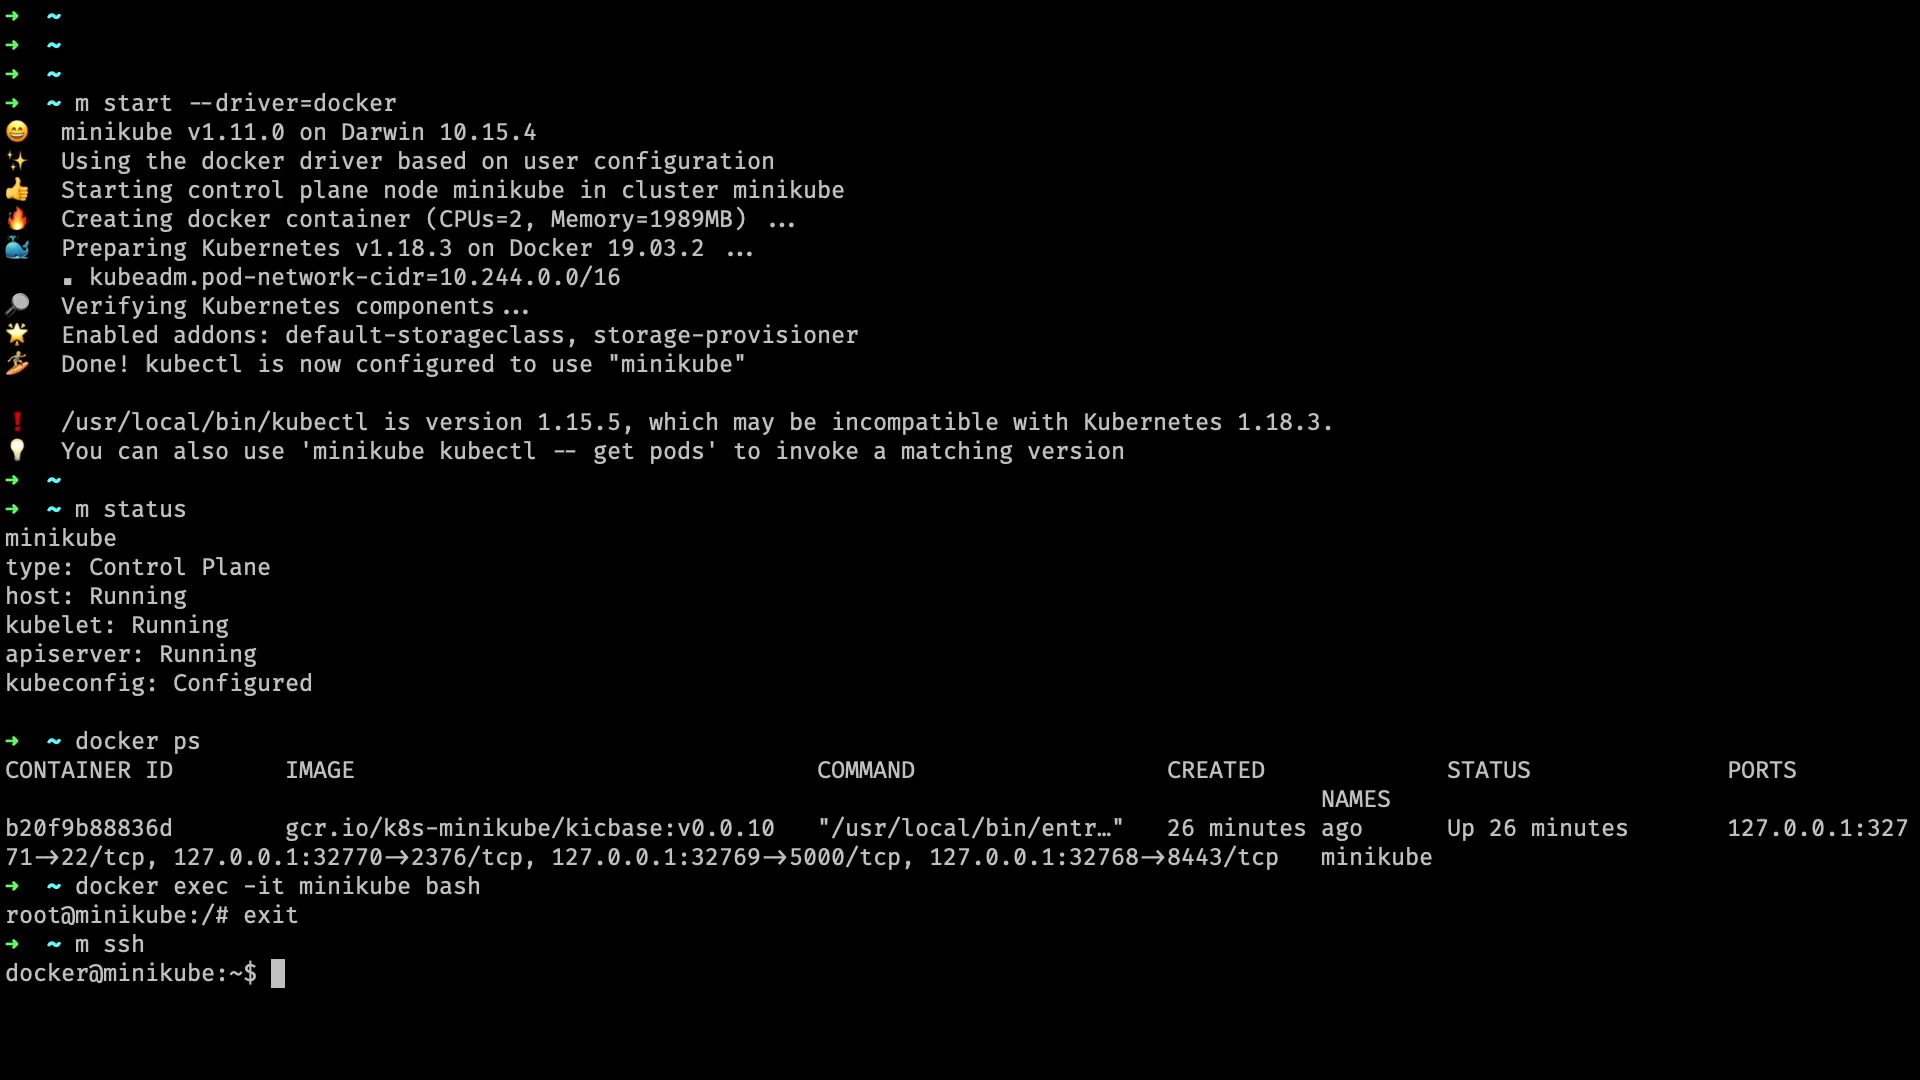 ➜  ~
➜  ~
➜  ~
➜  ~ m start --driver=docker
😄  minikube v1.11.0 on Darwin 10.15.4
✨  Using the docker driver based on user configuration
👍  Starting control plane node minikube in cluster minikube
🔥  Creating docker container (CPUs=2, Memory=1989MB) ...
🐳  Preparing Kubernetes v1.18.3 on Docker 19.03.2 ...
    ▪ kubeadm.pod-network-cidr=10.244.0.0/16
🔎  Verifying Kubernetes components...
🌟  Enabled addons: default-storageclass, storage-provisioner
🏄  Done! kubectl is now configured to use "minikube"
❗  /usr/local/bin/kubectl is version 1.15.5, which may be incompatible with Kubernetes 1.18.3.
💡  You can also use 'minikube kubectl -- get pods' to invoke a matching version
➜  ~
➜  ~ m status
minikube
type: Control Plane
host: Running
kubelet: Running
apiserver: Running
kubeconfig: Configured
➜  ~ docker ps
CONTAINER ID        IMAGE                                 COMMAND                  CREATED             STATUS              PORTS
NAMES
b20f9b88836d        gcr.io/k8s-minikube/kicbase:v0.0.10   "/usr/local/bin/entr…"   26 minutes ago      Up 26 minutes       127.0.0.1:327
71->22/tcp, 127.0.0.1:32770->2376/tcp, 127.0.0.1:32769->5000/tcp, 127.0.0.1:32768->8443/tcp   minikube
➜  ~ docker exec -it minikube bash
root@minikube:/# exit
➜  ~ m ssh
docker@minikube:~$